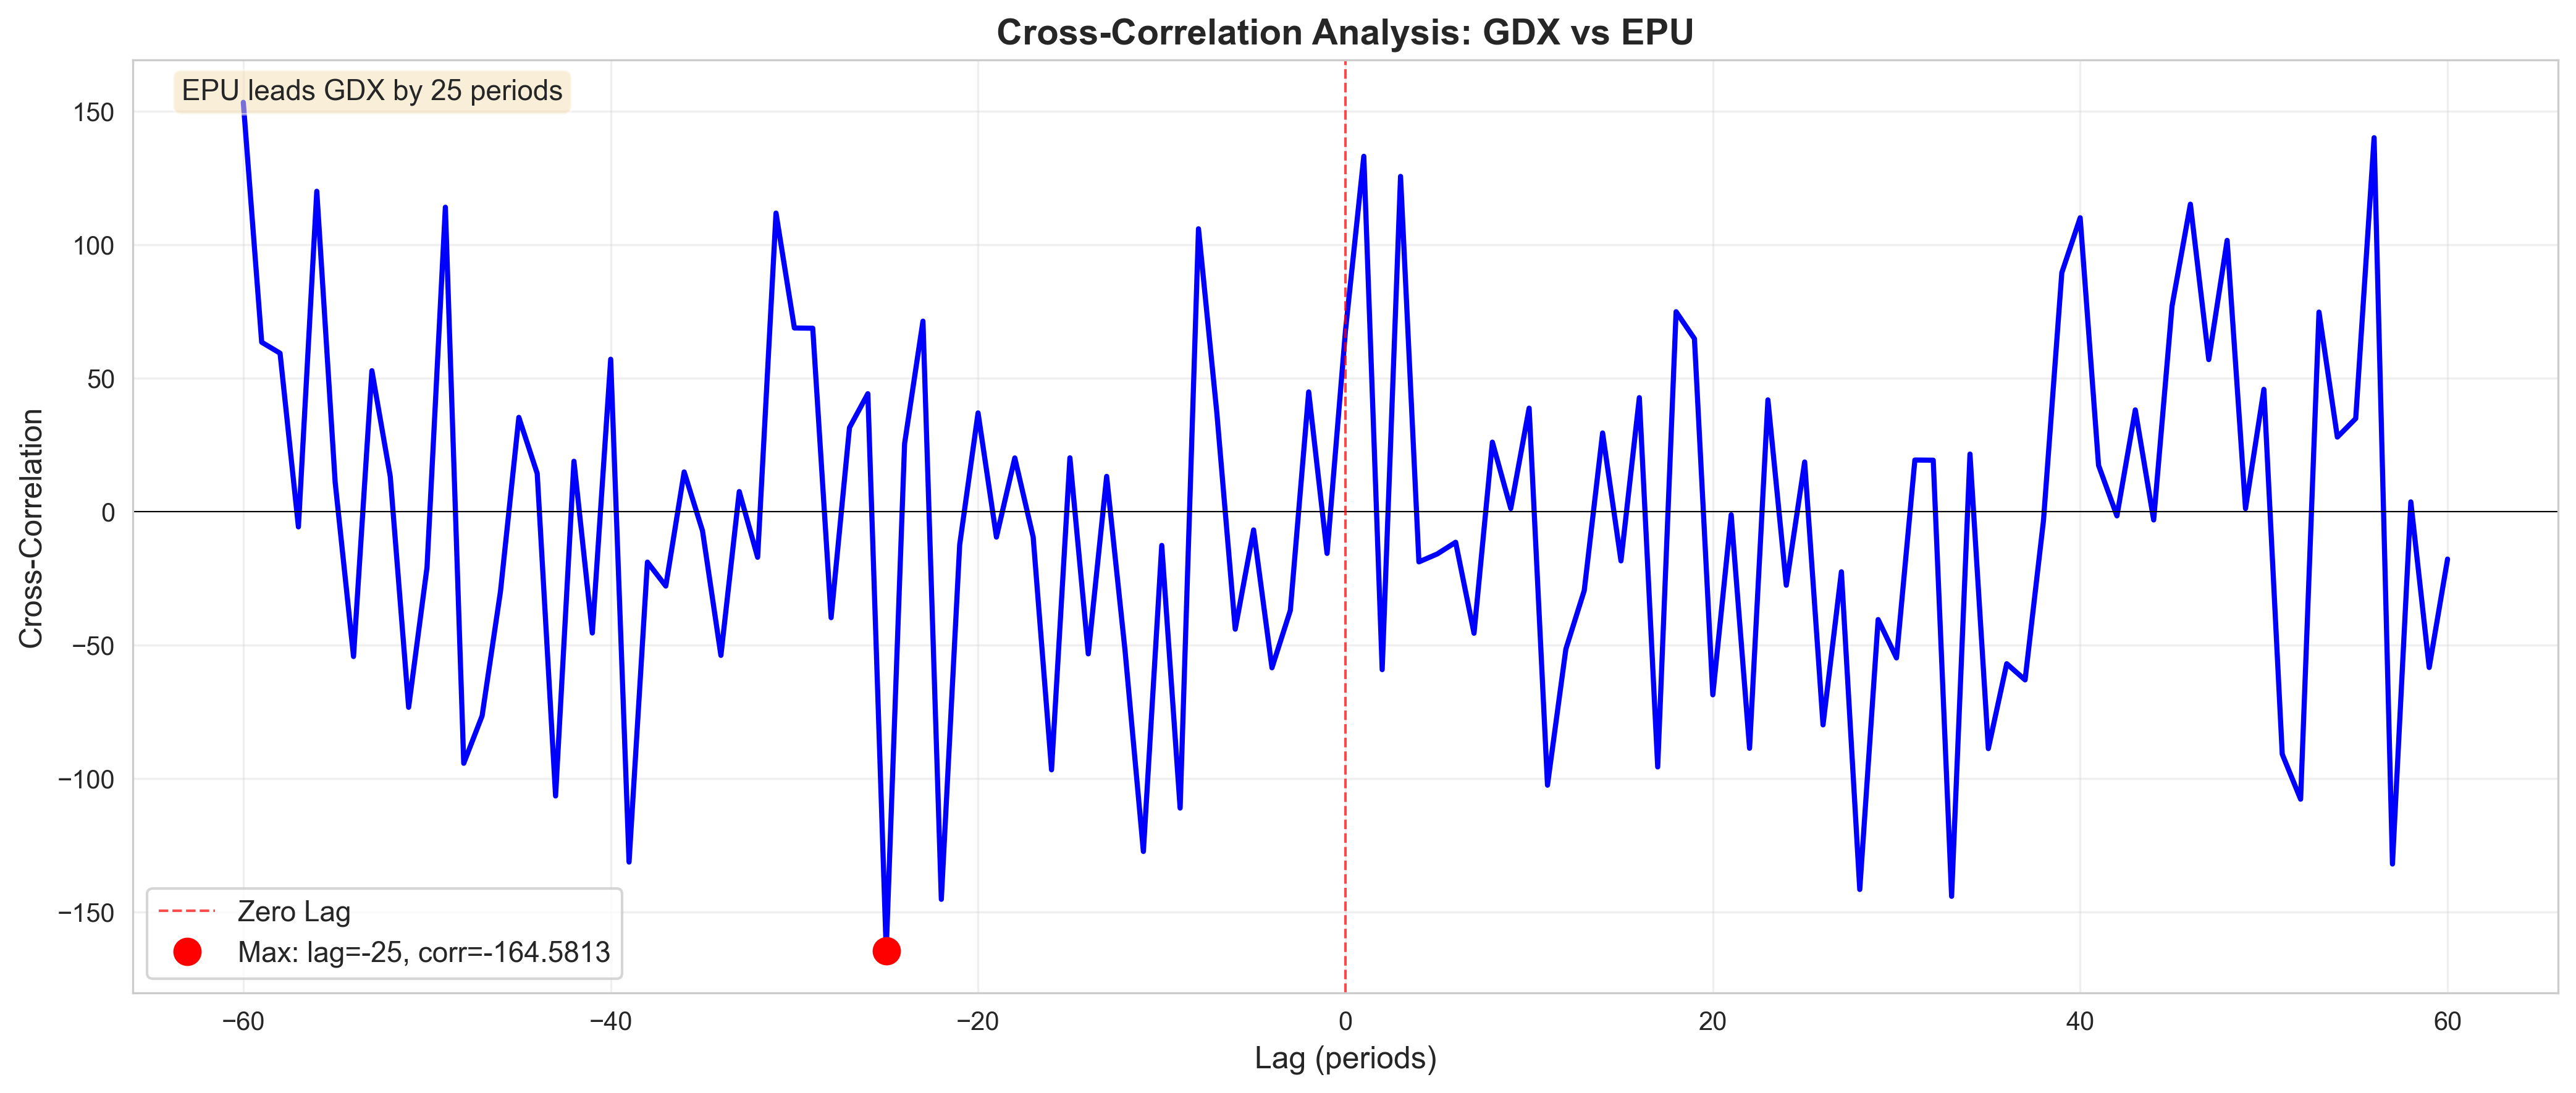 Cross-Correlation Analysis: GDX vs EPU
EPU leads GDX by 25 periods
150
100
50
0
−50
−100
−150
Cross-Correlation
Zero Lag
Max: lag=-25, corr=-164.5813
−60
−40
−20
0
20
40
60
Lag (periods)